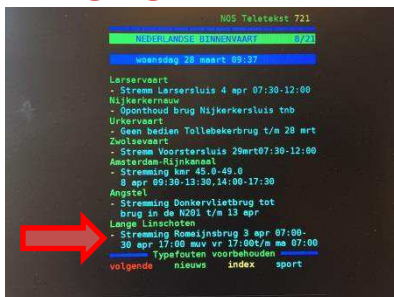 NOS Teletekst 721
NEDERLANDSE BINNENVAART 8/21
woensdag 28 maart 09:37
Larservaart
- Stremm Larsersluis 4 apr 07:30-12:00
Nijkerkernauw
- Oponthoud brug Nijkerkersluis tnb
Urkervaart
- Geen bedien Tollebekerbrug t/m 28 mrt
Zwolsevaart
- Stremm Voorstersluis 29mrt07:30-12:00
Amsterdam-Rijnkanaal
- Stremming kmr 45.0-49.0
8 apr 09:30-13:30,14:00-17:30
Angstel
- Stremming Donkervlietbrug tot
brug in de N201 t/m 13 apr
Lange Linschoten
- Stremming Romeijnsbrug 3 apr 07:00-
30 apr 17:00 muv vr 17:00t/m ma 07:00
Typefouten voorbehouden
volgende nieuws index sport